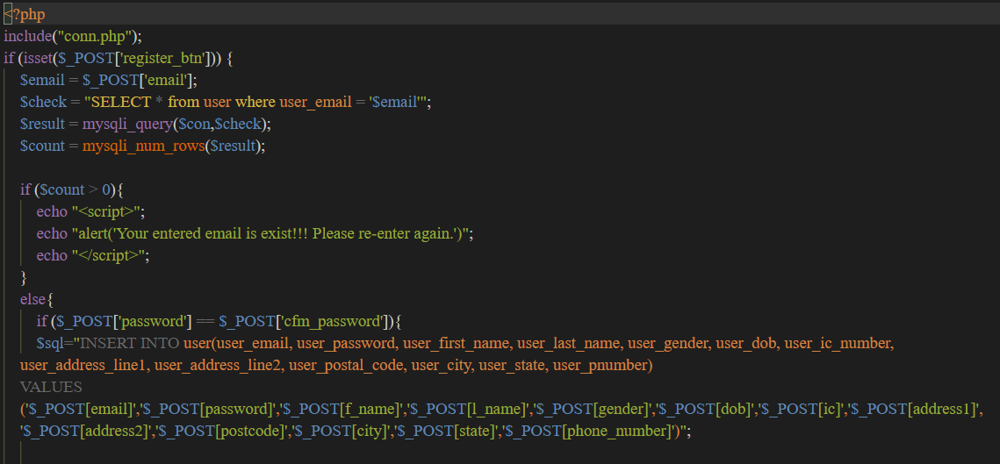 <?php
include("conn.php");
if (isset($_POST['register_btn'])) {
$email = $_POST['email'];
$check = "SELECT * from user where user_email = '$email'";
$result = mysqli_query($con,$check);
$count = mysqli_num_rows($result);
if ($count > 0){
echo "<script>";
echo "alert('Your entered email is exist!!! Please re-enter again.')";
echo "</script>";
}
else{
if ($_POST['password'] == $_POST['cfm_password']){
$sql="INSERT INTO user(user_email, user_password, user_first_name, user_last_name, user_gender, user_dob, user_ic_number,
user_address_line1, user_address_line2, user_postal_code, user_city, user_state, user_pnumber)
VALUES
('$_POST[email]','$_POST[password]','$_POST[f_name]','$_POST[l_name]','$_POST[gender]','$_POST[dob]','$_POST[ic]','$_POST[address1]',
'$_POST[address2]','$_POST[postcode]','$_POST[city]','$_POST[state]','$_POST[phone_number]')";